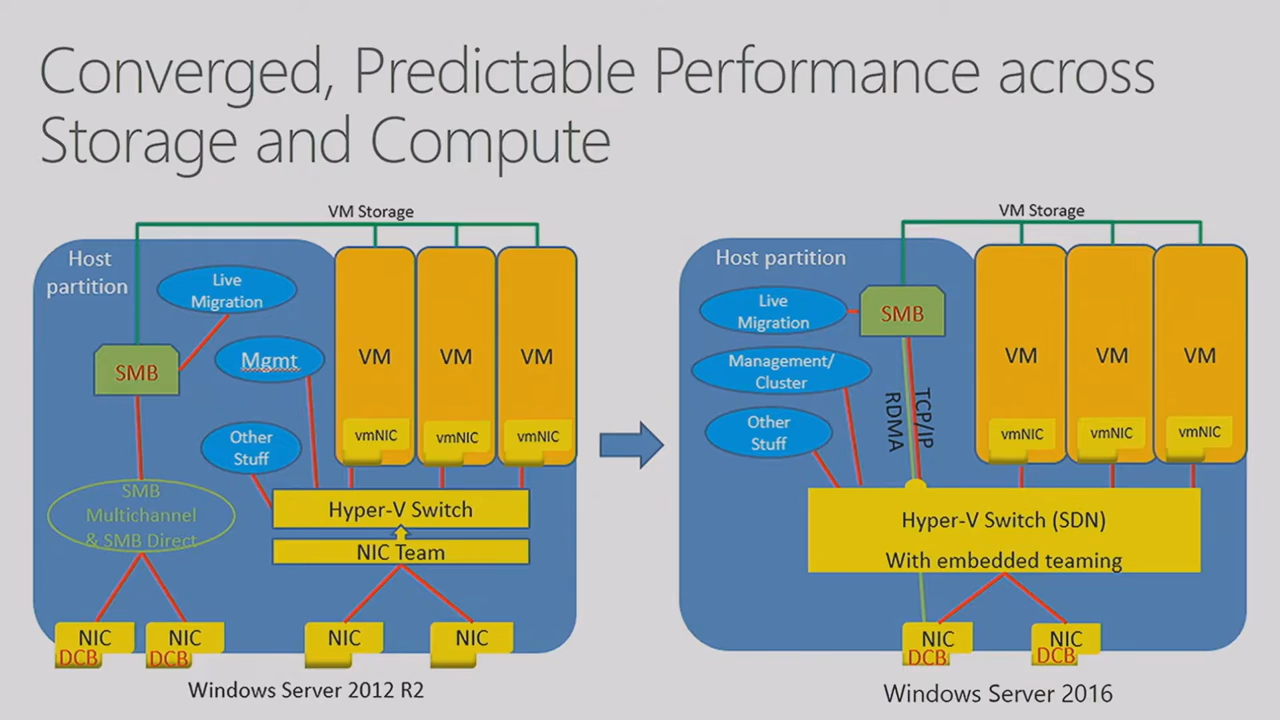 Converged, Predictable Performance across
Storage and Compute
VM Storage
Host
partition
Live
Migration
SMB
Mgmt
Other
Stuff
SMB
Multichannel
& SMB Direct
VM
VM
VM
vmNIC
vmNIC
vmNIC
Hyper-V Switch
NIC Team
NIC
DCB
NIC
DCB
NIC
NIC
Windows Server 2012 R2
VM Storage
Host partition
Live
Migration
SMB
Management/
Cluster
Other
Stuff
RDMA
TCP/IP
VM
VM
VM
vmNIC
vmNIC
vmNIC
Hyper-V Switch (SDN)
With embedded teaming
NIC
DCB
NIC
DCB
Windows Server 2016